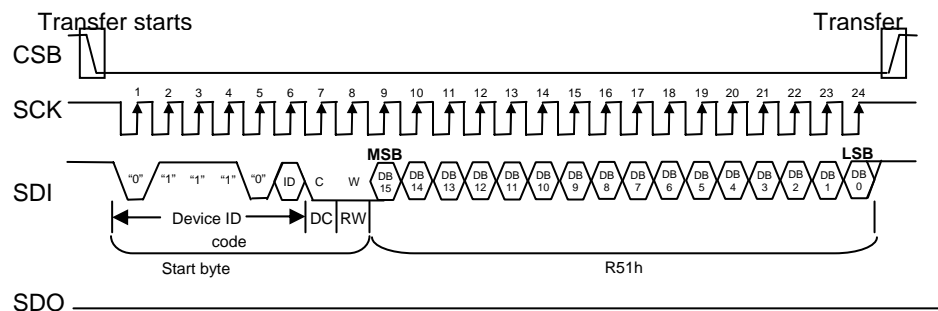 Transfer starts Transfer
CSB
1 2 3 4 5 6 7 8 9 10 11 12 13 14 15 16 17 18 19 20 21 22 23 24
SCK
MSB LSB
SDI "0" "1" "1" "1" "0" ID C W DB 15 DB 14 DB 13 DB 12 DB 11 DB 10 DB 9 DB 8 DB 7 DB 6 DB 5 DB 4 DB 3 DB 2 DB 1 DB 0
Device ID DC RW
code
Start byte R51h
SDO